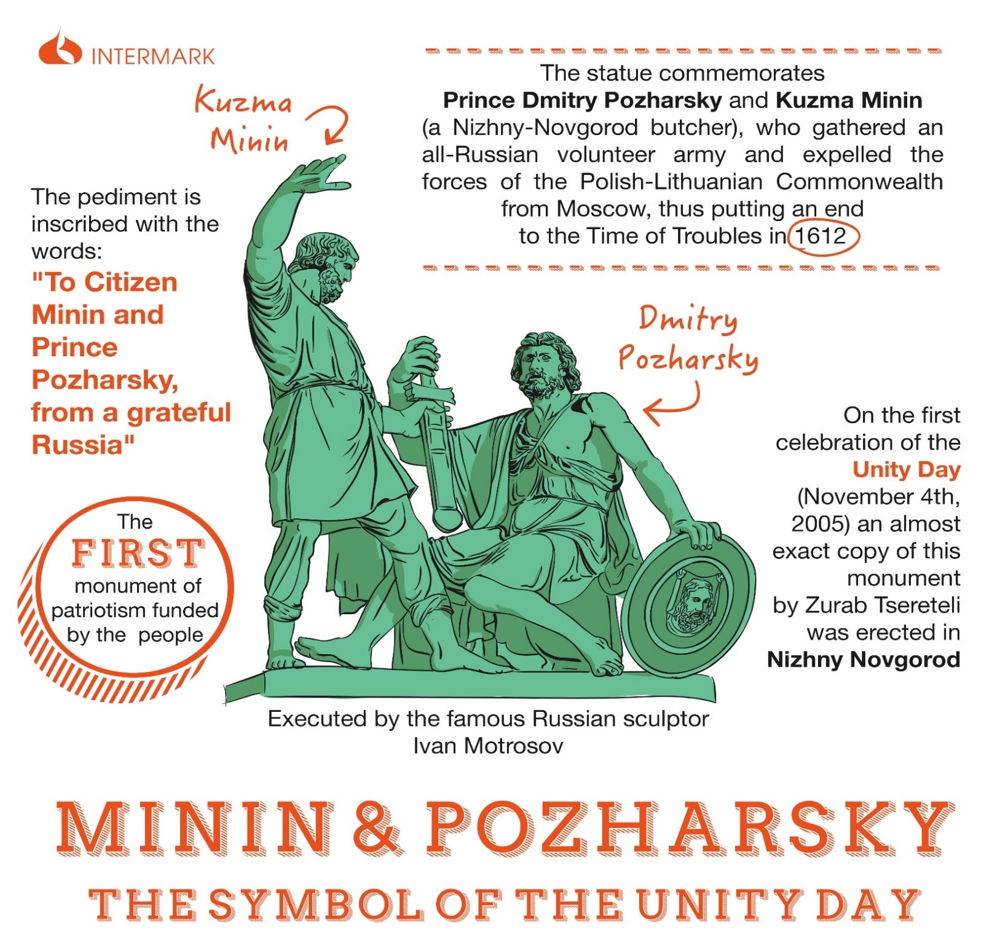 INTERMARK
Kuzma
Minin
The statue commemorates
Prince Dmitry Pozharsky and Kuzma Minin
(a Nizhny-Novgorod butcher), who gathered an
all-Russian volunteer army and expelled the
forces of the Polish-Lithuanian Commonwealth
from Moscow, thus putting an end
to the Time of Troubles in 1612
The pediment is
inscribed with the
words:
"To Citizen
Minin and
Prince
Pozharsky,
from a grateful
Russia"
Dmitry
Pozharsky
On the first
celebration of the
Unity Day
(November 4th,
2005) an almost
exact copy of this
monument
by Zurab Tsereteli
was erected in
Nizhny Novgorod
The
FIRST
monument of
patriotism funded
by the people
Executed by the famous Russian sculptor
Ivan Motrosov
MININ & POZHARSKY
THE SYMBOL OF THE UNITY DAY